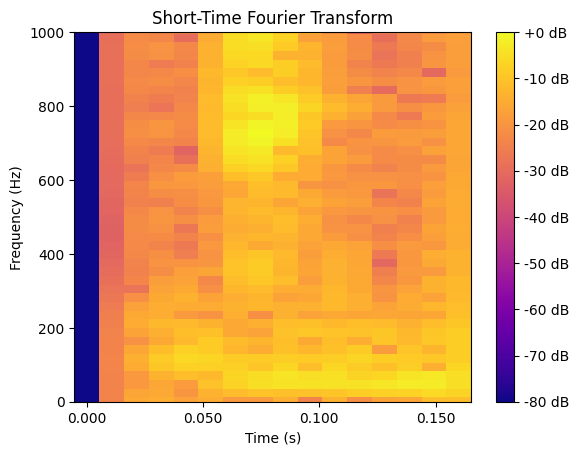 Short-Time Fourier Transform
1000
800
600
400
200
0
Frequency (Hz)
0.000
0.050
0.100
0.150
Time (s)
+0 dB
-10 dB
-20 dB
-30 dB
-40 dB
-50 dB
-60 dB
-70 dB
-80 dB